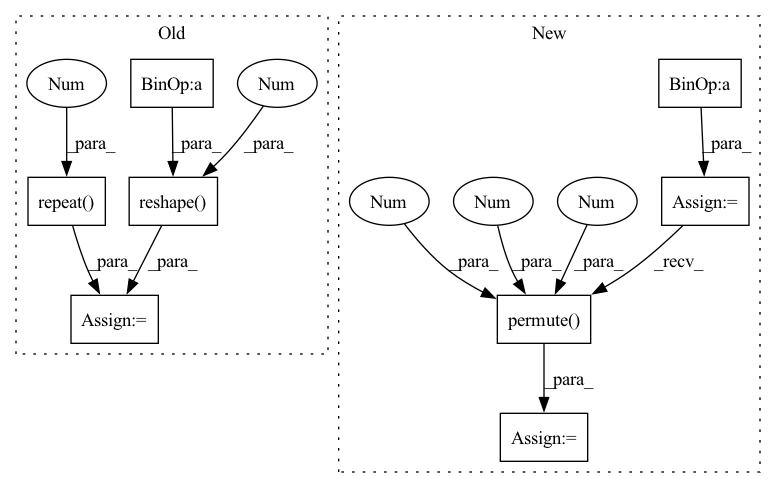 Old
New
Num
BinOp:a
Num
BinOp:a
_para_
_para_
_para_
_para_
repeat()
reshape()
Num
Num
Num
Assign:=
_para_
_para_
_para_
_para_
_para_
_recv_
Assign:=
permute()
_para_
Assign:=